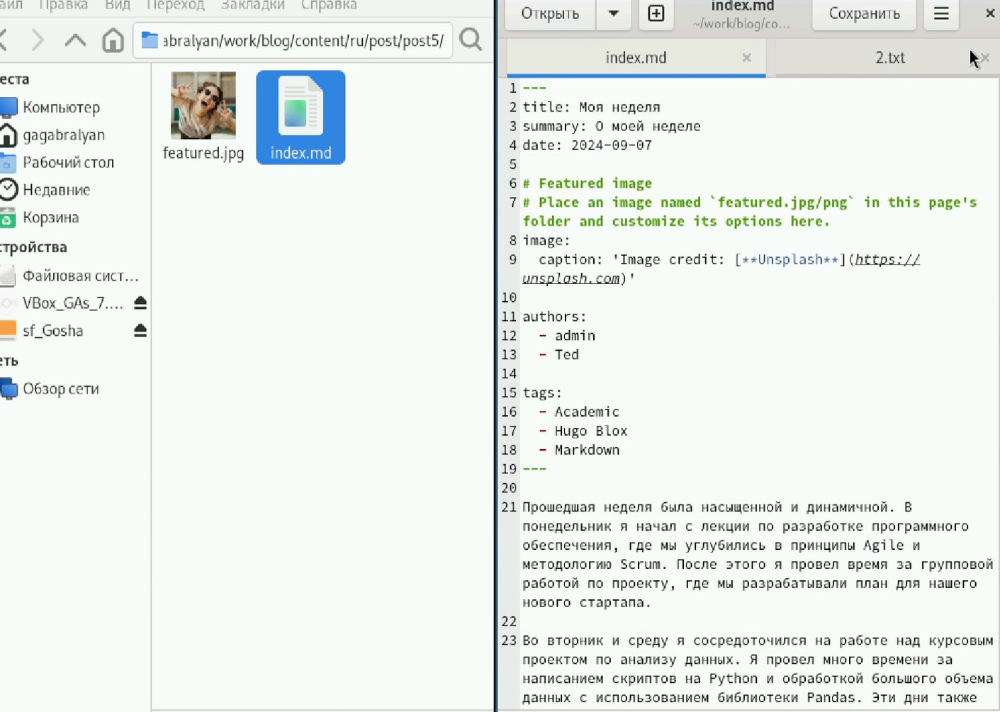 Правка Вид Переход Закладки Справка
abralyan/work/blog/content/ru/post/post5/
Компьютер
gagabralyan
Рабочий стол
Недавние
Корзина
Файловая сист...
VBox_GAs_7....
sf_Gosha
Обзор сети
featured.jpg
index.md
Открыть
index.md
~/work/blog/co...
Сохранить
index.md
2.txt
1 ---
2 title: Моя неделя
3 summary: О моей неделе
4 date: 2024-09-07
5
6 # Featured image
7 # Place an image named `featured.jpg/png` in this page's
folder and customize its options here.
8 image:
9   caption: 'Image credit: [**Unsplash**](https://
unsplash.com)'
10
11 authors:
12   - admin
13   - Ted
14
15 tags:
16   - Academic
17   - Hugo Blox
18   - Markdown
19 ---
20
21 Прошедшая неделя была насыщенной и динамичной. В
понедельник я начал с лекции по разработке программного
обеспечения, где мы углубились в принципы Agile и
методологию Scrum. После этого я провел время за групповой
работой по проекту, где мы разрабатывали план для нашего
нового стартапа.
22
23 Во вторник и среду я сосредоточился на работе над курсовым
проектом по анализу данных. Я провел много времени за
написанием скриптов на Python и обработкой большого объема
данных с использованием библиотеки Pandas. Эти дни также